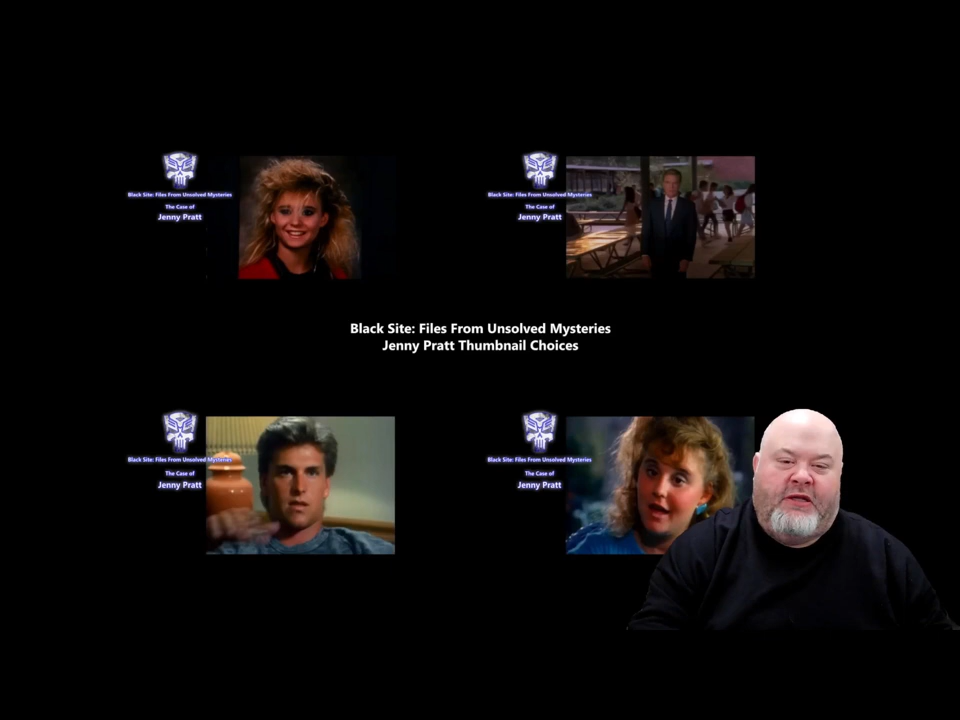 Black Site: Files From Unsolved Mysteries
The Case of
Jenny Pratt
Black Site: Files From Unsolved Mysteries
The Case of
Jenny Pratt
Black Site: Files From Unsolved Mysteries
Jenny Pratt Thumbnail Choices
Black Site: Files From Unsolved Mysteries
The Case of
Jenny Pratt
Black Site: Files From Unsolved Mysteries
The Case of
Jenny Pratt